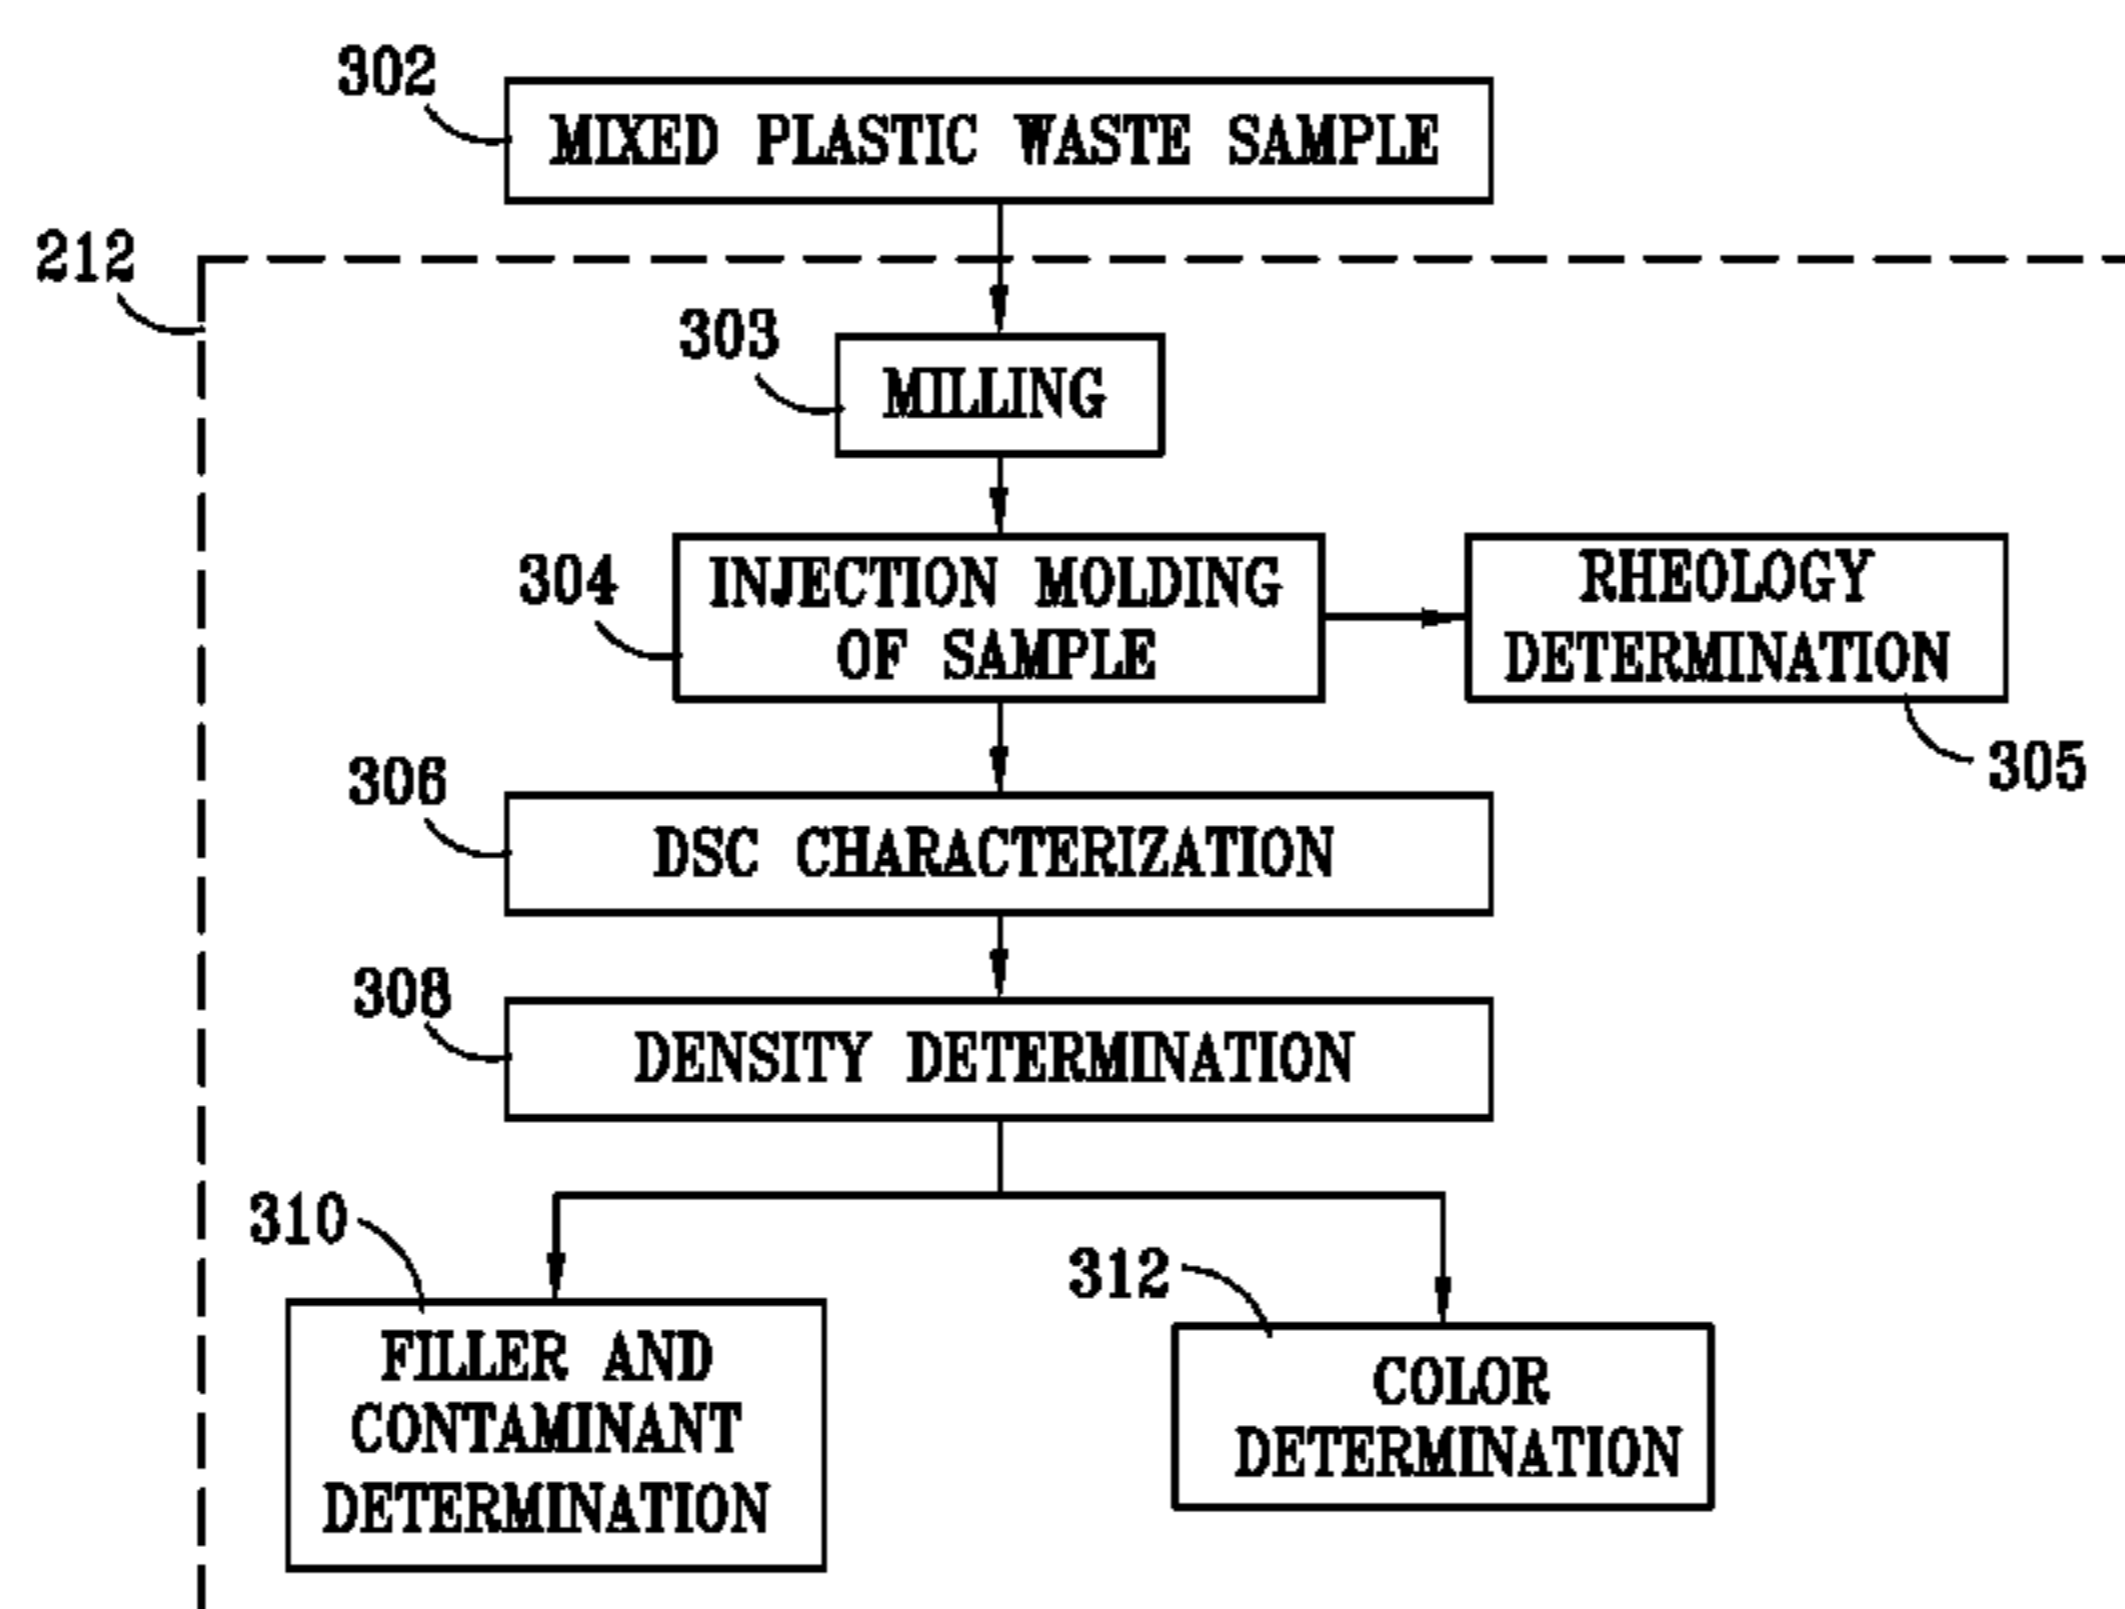 302
MIXED PLASTIC WASTE SAMPLE
212
303
MILLING
304
INJECTION MOLDING
OF SAMPLE
RHEOLOGY
DETERMINATION
305
306
DSC CHARACTERIZATION
308
DENSITY DETERMINATION
310
FILLER AND
CONTAMINANT
DETERMINATION
312
COLOR
DETERMINATION